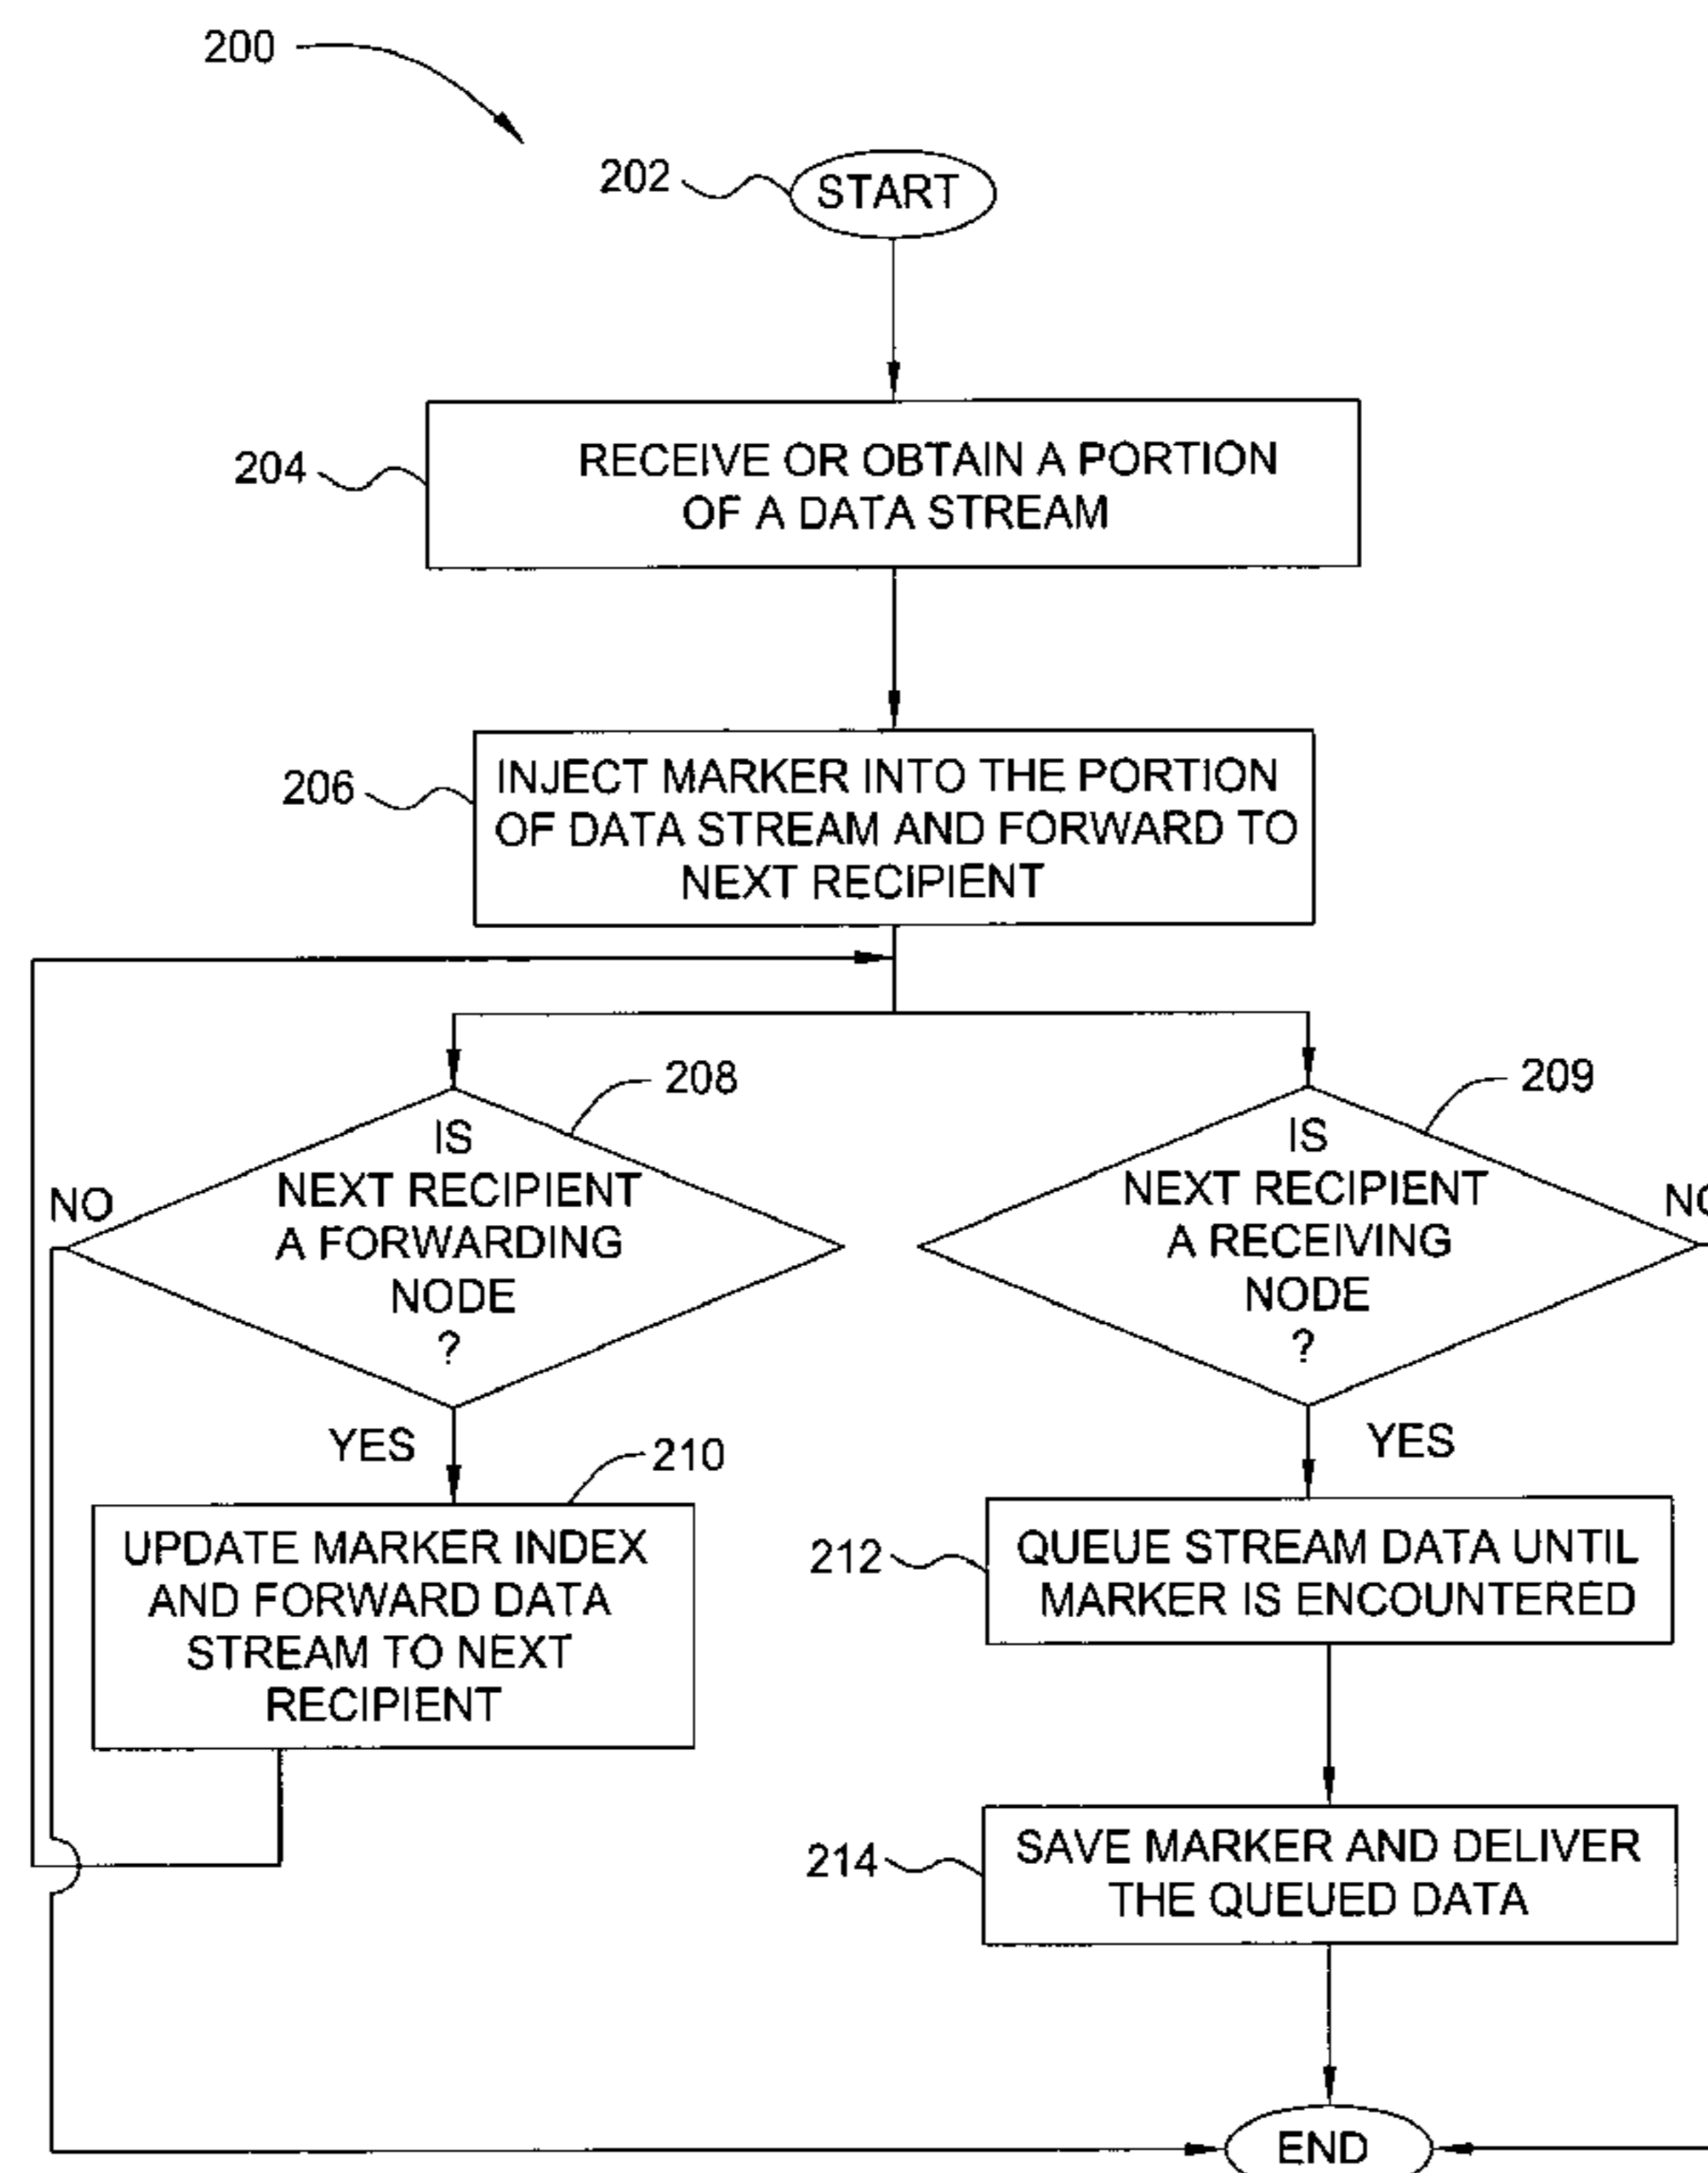 200
202
START
204
RECEIVE OR OBTAIN A PORTION
OF A DATA STREAM
206
INJECT MARKER INTO THE PORTION
OF DATA STREAM AND FORWARD TO
NEXT RECIPIENT
208
IS
NEXT RECIPIENT
A FORWARDING
NODE
?
NO
YES
209
IS
NEXT RECIPIENT
A RECEIVING
NODE
?
YES
210
UPDATE MARKER INDEX
AND FORWARD DATA
STREAM TO NEXT
RECIPIENT
212
QUEUE STREAM DATA UNTIL
MARKER IS ENCOUNTERED
214
SAVE MARKER AND DELIVER
THE QUEUED DATA
END